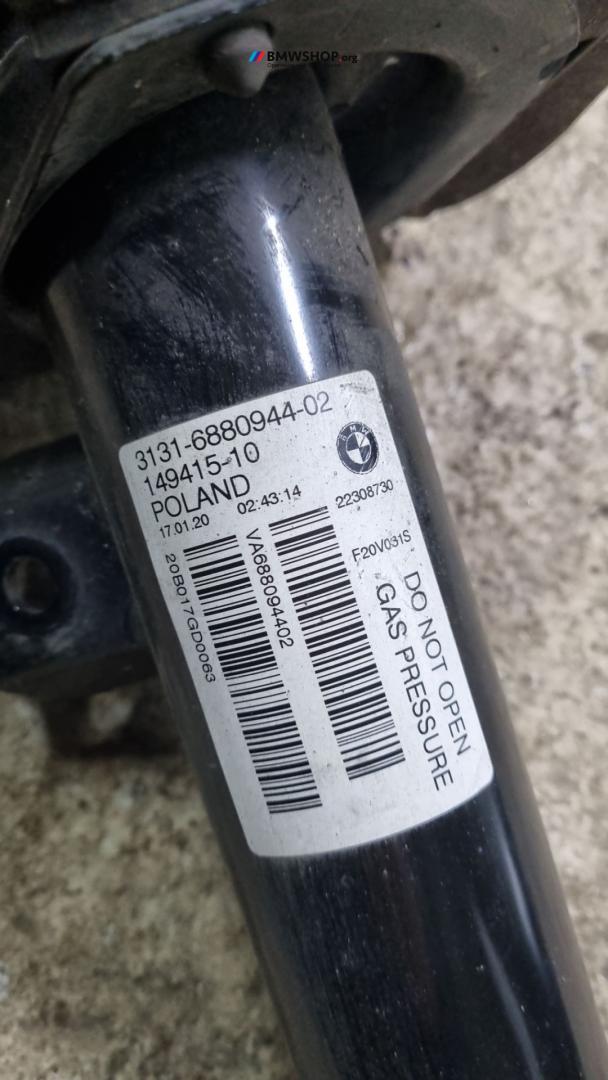 BMWSHOP.org
3131-6880944-02
149415-10
POLAND
BMW
17.01.20 02:43:14 22308730
20B017GD0063
VA688094402
F20V031S
DO NOT OPEN
GAS PRESSURE